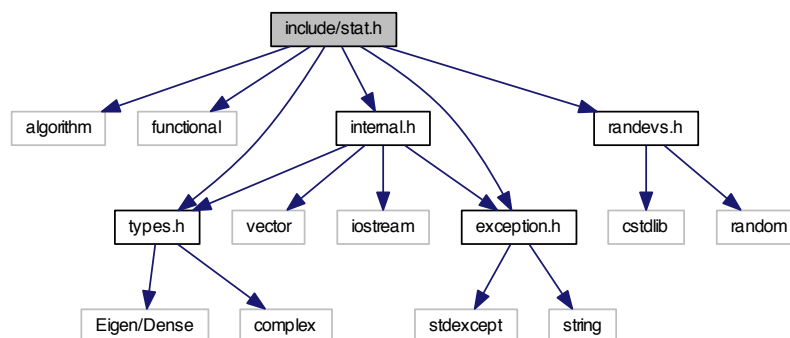 include/stat.h
algorithm
functional
internal.h
randevs.h
types.h
vector
iostream
exception.h
cstdlib
random
Eigen/Dense
complex
stdexcept
string